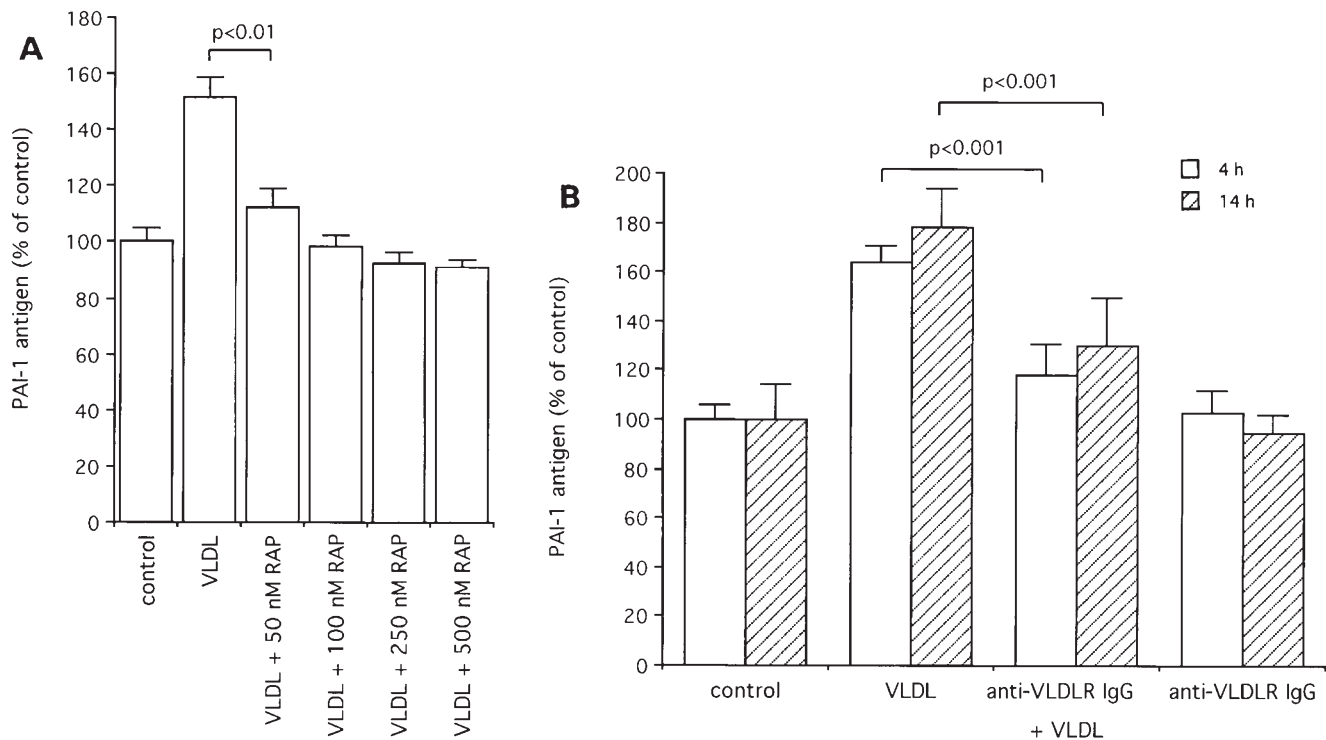 A
PAI-1 antigen (% of control)
180
160
140
120
100
80
60
40
20
0
p<0.01
control
VLDL
VLDL + 50 nM RAP
VLDL + 100 nM RAP
VLDL + 250 nM RAP
VLDL + 500 nM RAP
B
PAI-1 antigen (% of control)
200
180
160
140
120
100
80
60
40
20
0
p<0.001
p<0.001
4 h
14 h
control
VLDL
anti-VLDLR IgG
+ VLDL
anti-VLDLR IgG